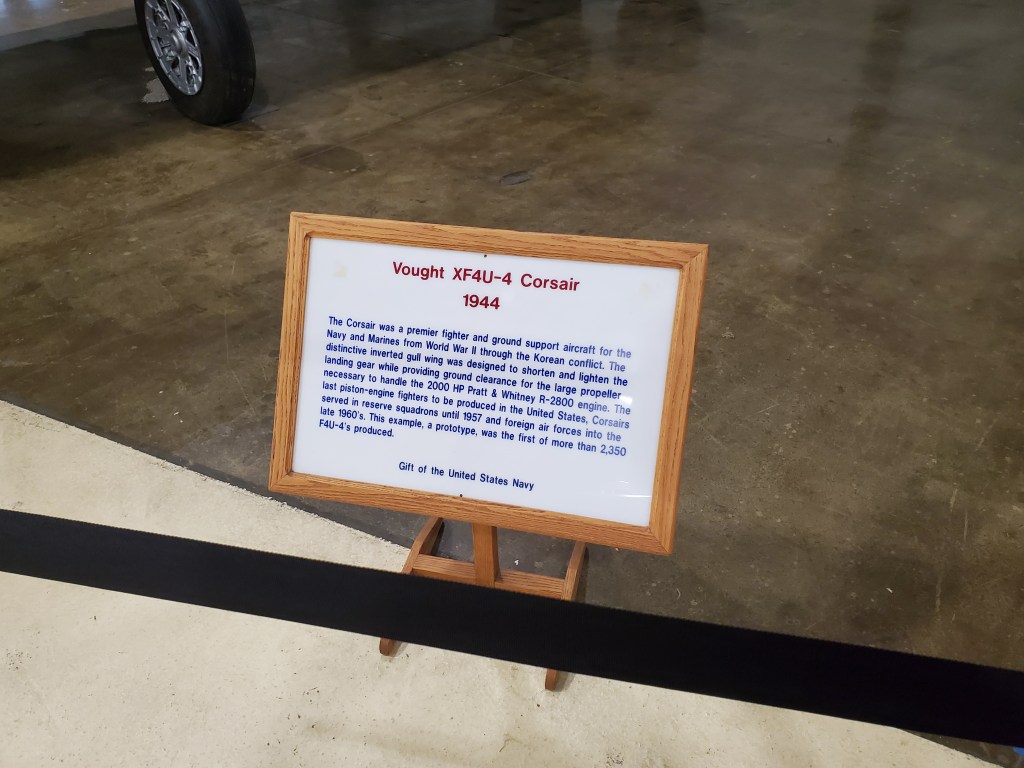 Vought XF4U-4 Corsair
1944
The Corsair was a premier fighter and ground support aircraft for the
Navy and Marines from World War II through the Korean conflict. The
distinctive inverted gull wing was designed to shorten and lighten the
landing gear while providing ground clearance for the large propeller
necessary to handle the 2000 HP Pratt & Whitney R-2800 engine. The
last piston-engine fighters to be produced in the United States, Corsairs
served in reserve squadrons until 1957 and foreign air forces into the
late 1960's. This example, a prototype, was the first of more than 2,350
F4U-4's produced.
Gift of the United States Navy